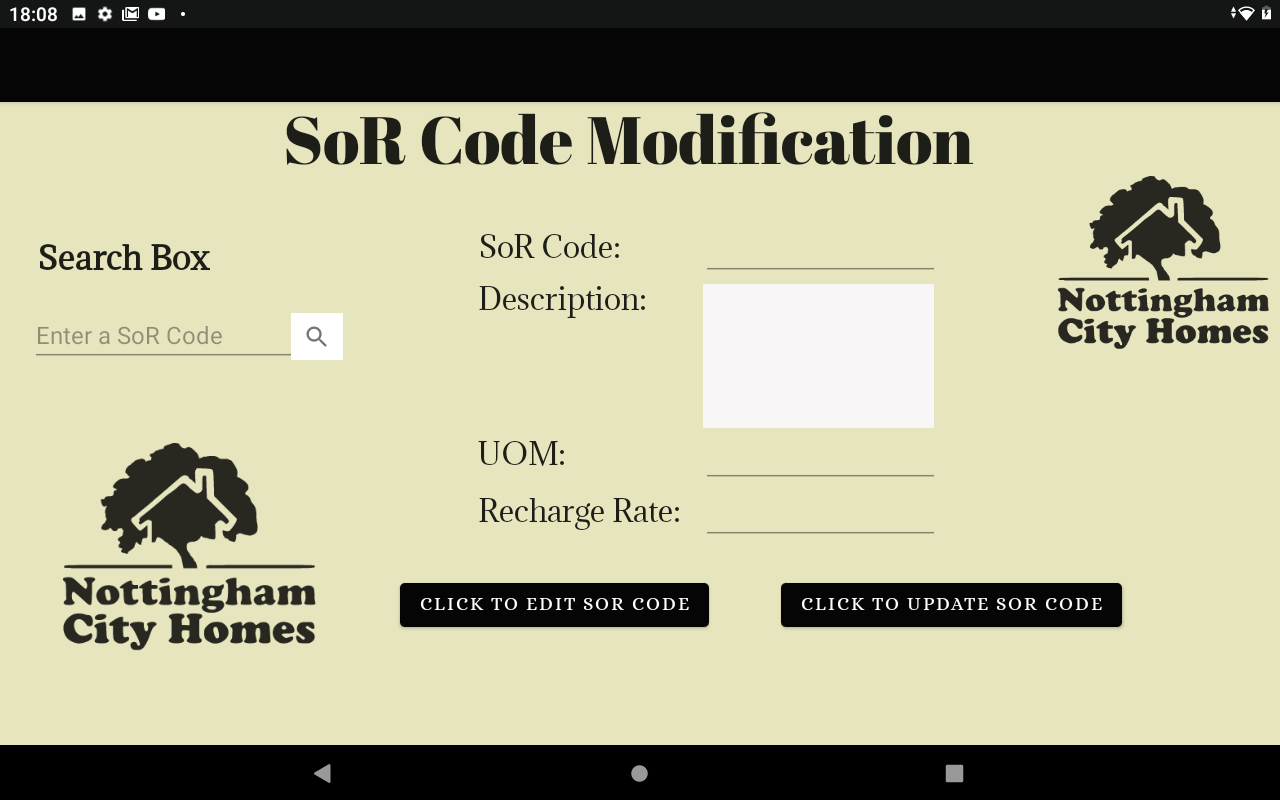 18:08
SoR Code Modification
Search Box
Enter a SoR Code
SoR Code:
Description:
UOM:
Recharge Rate:
Nottingham
City Homes
Nottingham
City Homes
CLICK TO EDIT SOR CODE
CLICK TO UPDATE SOR CODE